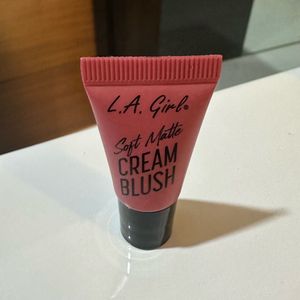 L.A. Girl®
Soft Matte
CREAM
BLUSH